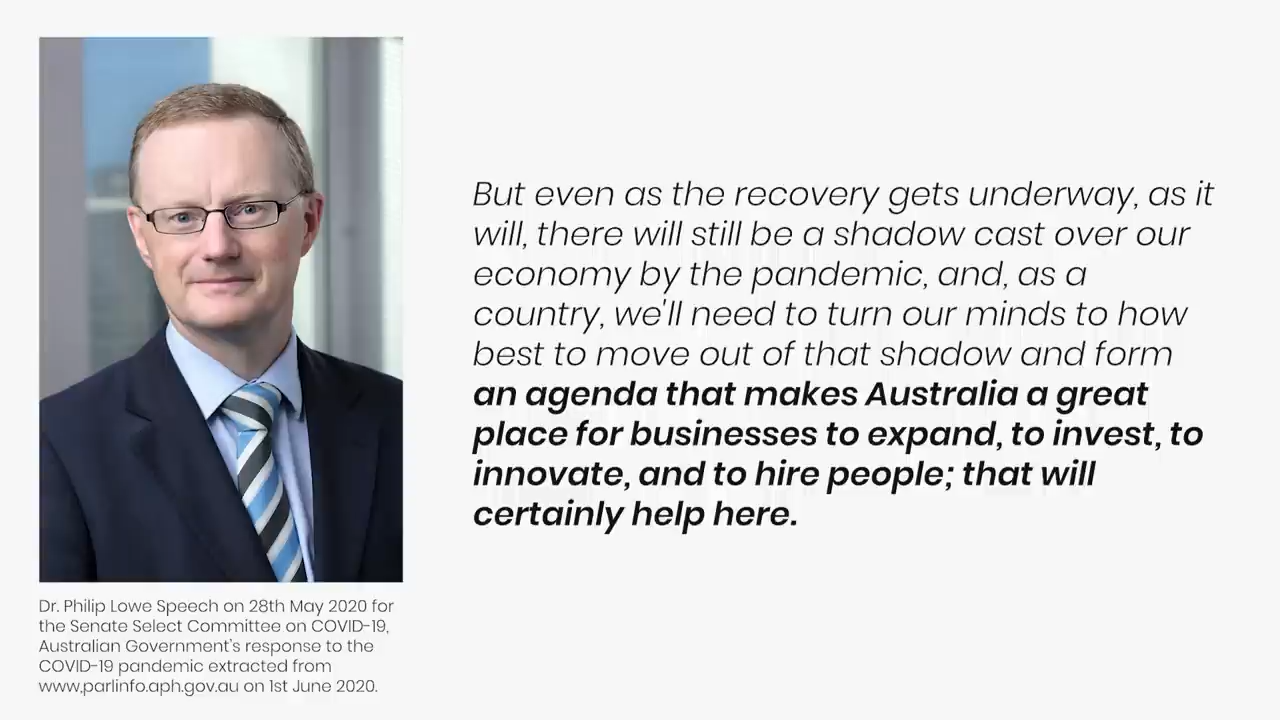 But even as the recovery gets underway, as it
will, there will still be a shadow cast over our
economy by the pandemic, and, as a
country, we'll need to turn our minds to how
best to move out of that shadow and form
an agenda that makes Australia a great
place for businesses to expand, to invest, to
innovate, and to hire people; that will
certainly help here.
Dr. Philip Lowe Speech on 28th May 2020 for
the Senate Select Committee on COVID-19,
Australian Government's response to the
COVID-19 pandemic extracted from
www.parlinfo.aph.gov.au on 1st June 2020.